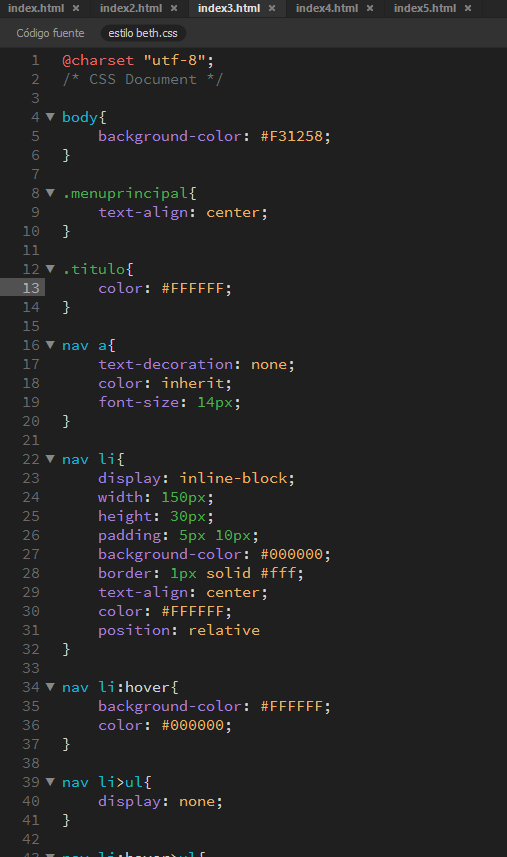 index.html × index2.html × index3.html × index4.html × index5.html ×
Código fuente estilo beth.css
1 @charset "utf-8";
2 /* CSS Document */
3
4 ▼ body{
5 background-color: #F31258;
6 }
7
8 ▼ .menuprincipal{
9 text-align: center;
10 }
11
12 ▼ .titulo{
13 color: #FFFFFF;
14 }
15
16 ▼ nav a{
17 text-decoration: none;
18 color: inherit;
19 font-size: 14px;
20 }
21
22 ▼ nav li{
23 display: inline-block;
24 width: 150px;
25 height: 30px;
26 padding: 5px 10px;
27 background-color: #000000;
28 border: 1px solid #fff;
29 text-align: center;
30 color: #FFFFFF;
31 position: relative
32 }
33
34 ▼ nav li:hover{
35 background-color: #FFFFFF;
36 color: #000000;
37 }
38
39 ▼ nav li>ul{
40 display: none;
41 }
42
43 ▼ nav li:hover>ul{